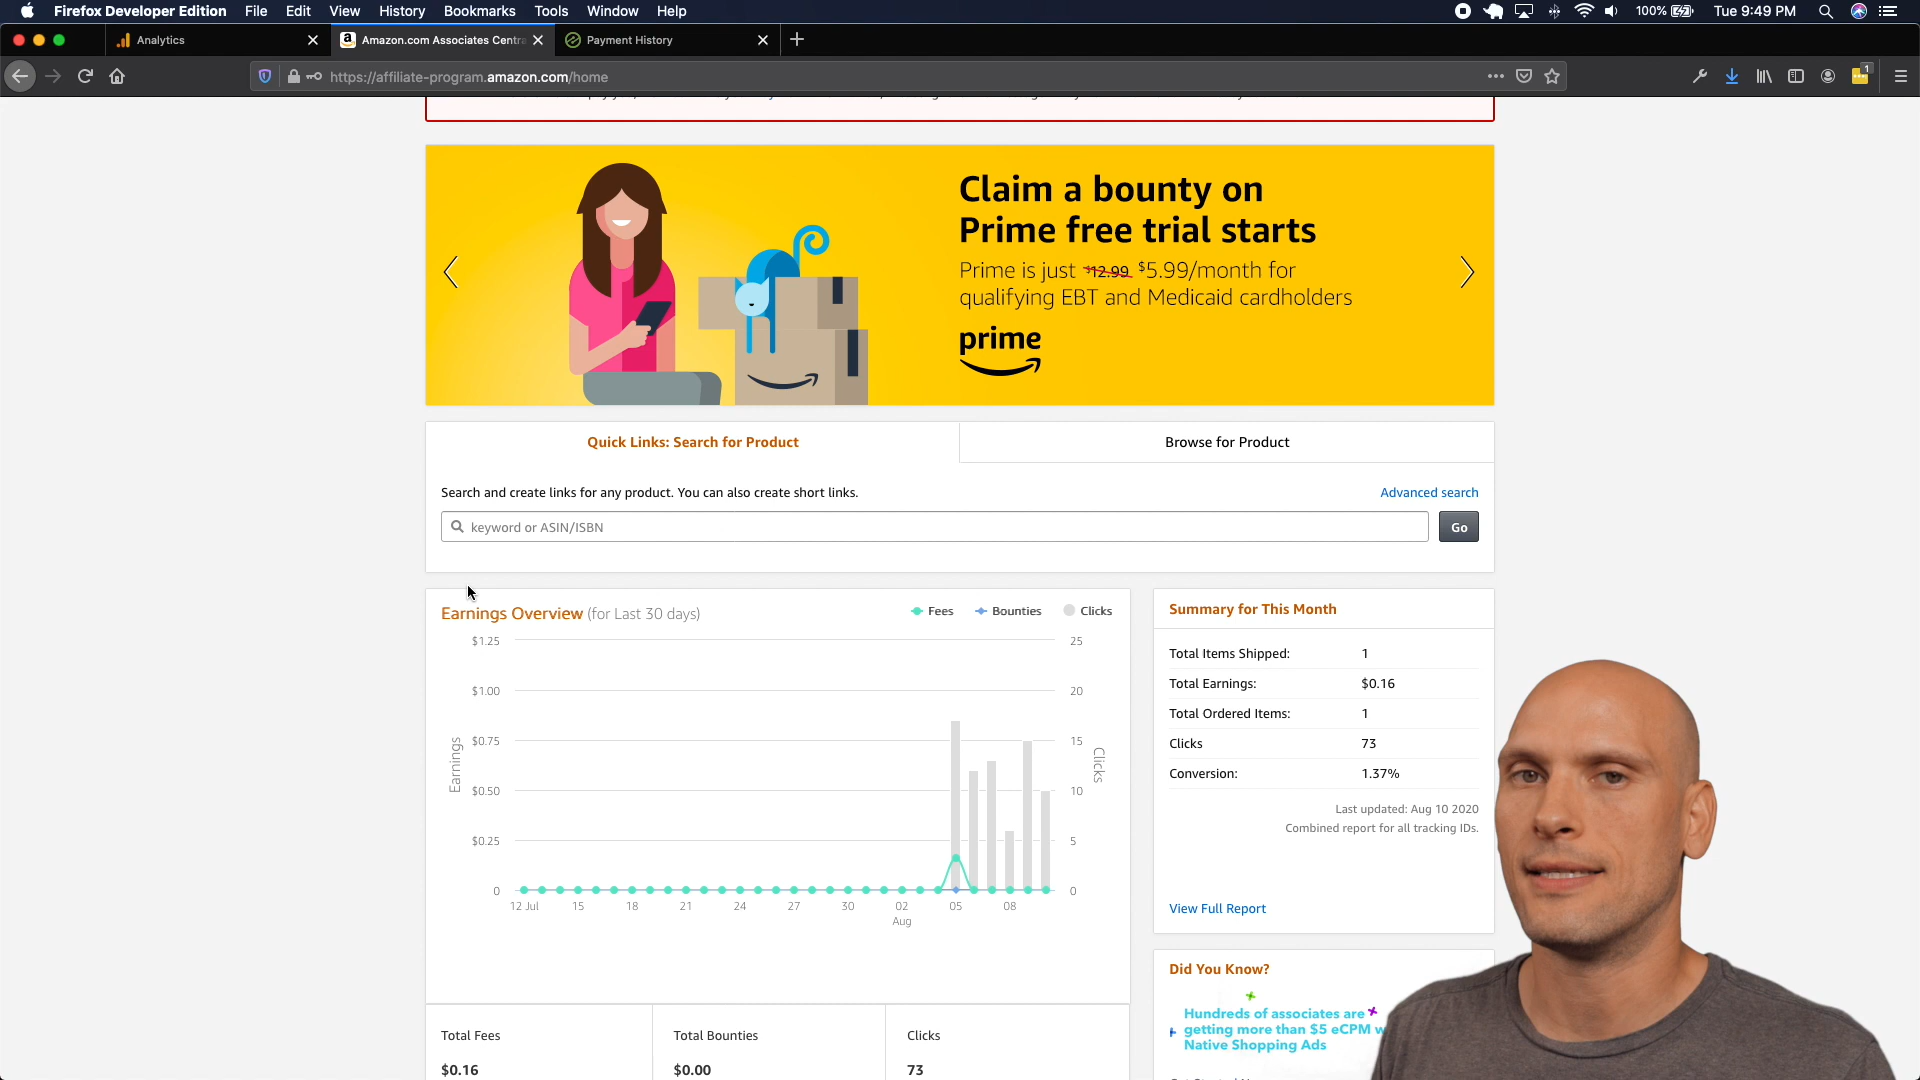 Firefox Developer Edition File Edit View History Bookmarks Tools Window Help
100% Tue 9:49 PM
Analytics
Amazon.com Associates Centra
Payment History
https://affiliate-program.amazon.com/home
1
Claim a bounty on
Prime free trial starts
Prime is just $12.99 $5.99/month for
qualifying EBT and Medicaid cardholders
prime
Quick Links: Search for Product
Browse for Product
Search and create links for any product. You can also create short links.
Advanced search
keyword or ASIN/ISBN
Go
Earnings Overview (for Last 30 days)
Fees Bounties Clicks
$1.25
$1.00
$0.75
$0.50
$0.25
0
Earnings
25
20
15
10
5
0
Clicks
12 Jul 15 18 21 24 27 30 02 05 08
Aug
Summary for This Month
Total Items Shipped: 1
Total Earnings: $0.16
Total Ordered Items: 1
Clicks 73
Conversion: 1.37%
Last updated: Aug 10 2020
Combined report for all tracking IDs.
View Full Report
Did You Know?
Hundreds of associates are
getting more than $5 eCPM w
Native Shopping Ads
Total Fees
$0.16
Total Bounties
$0.00
Clicks
73